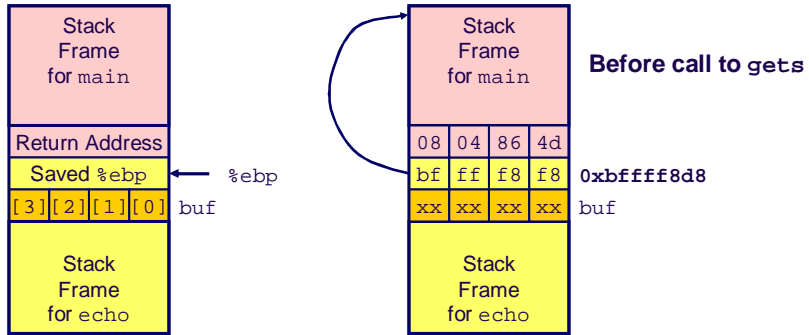 Stack
Frame
for main
Return Address
Saved %ebp
%ebp
[3] [2] [1] [0]
buf
Stack
Frame
for echo
Stack
Frame
for main
Before call to gets
08 04 86 4d
bf ff f8 f8
0xbffff8d8
xx xx xx xx
buf
Stack
Frame
for echo